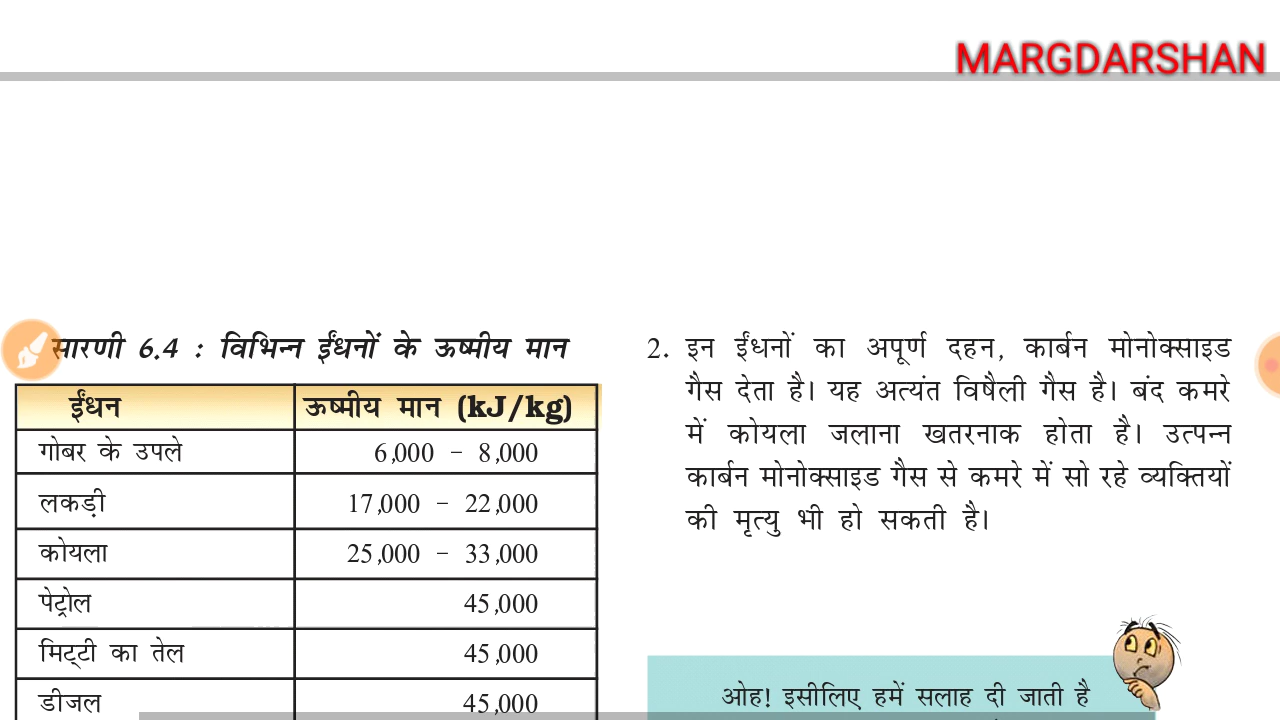 MARGDARSHAN
सारणी 6.4 : विभिन्न ईंधनों के ऊष्मीय मान
ईंधन ऊष्मीय मान (kJ/kg)
गोबर के उपले 6,000 – 8,000
लकड़ी 17,000 – 22,000
कोयला 25,000 – 33,000
पेट्रोल 45,000
मिट्टी का तेल 45,000
डीजल 45,000
2. इन ईंधनों का अपूर्ण दहन, कार्बन मोनोक्साइड
गैस देता है। यह अत्यंत विषैली गैस है। बंद कमरे
में कोयला जलाना खतरनाक होता है। उत्पन्न
कार्बन मोनोक्साइड गैस से कमरे में सो रहे व्यक्तियों
की मृत्यु भी हो सकती है।
ओह! इसीलिए हमें सलाह दी जाती है